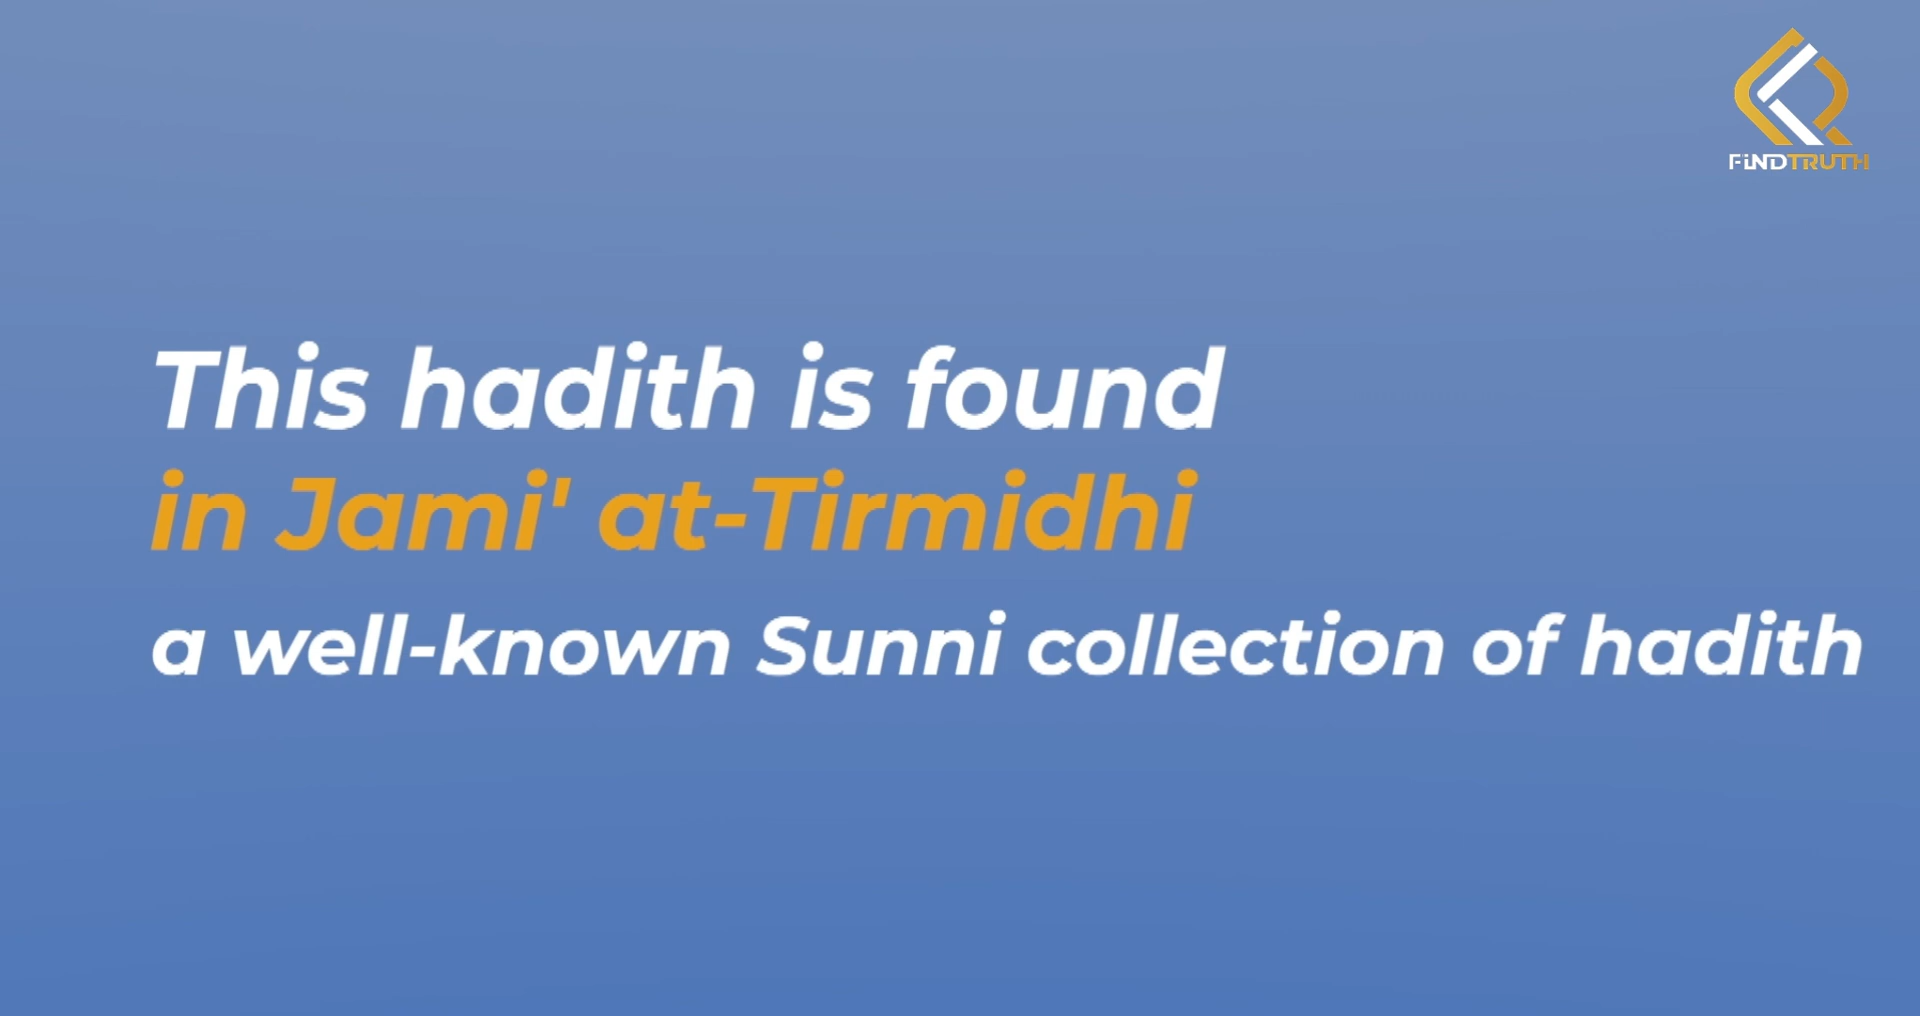 FiNDTRUTH
This hadith is found
in Jami' at-Tirmidhi
a well-known Sunni collection of hadith